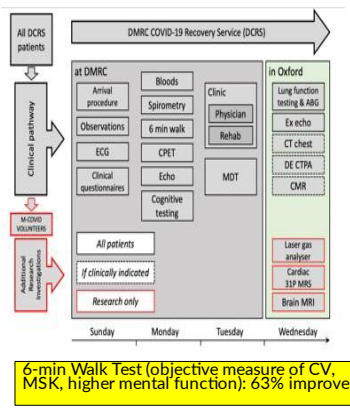 All DCRS
patients
DMRC COVID-19 Recovery Service (DCRS)
Clinical pathway
M-COVID
VOLUNTEERS
Additional
Research
Investigations
at DMRC
Arrival
procedure
Observations
ECG
Clinical
questionnaires
Bloods
Spirometry
6 min walk
CPET
Echo
Cognitive
testing
Clinic
Physician
Rehab
MDT
in Oxford
Lung function
testing & ABG
Ex echo
CT chest
DE CTPA
CMR
Laser gas
analyser
Cardiac
31P MRS
Brain MRI
All patients
If clinically indicated
Research only
Sunday
Monday
Tuesday
Wednesday
6-min Walk Test (objective measure of CV,
MSK, higher mental function): 63% improve